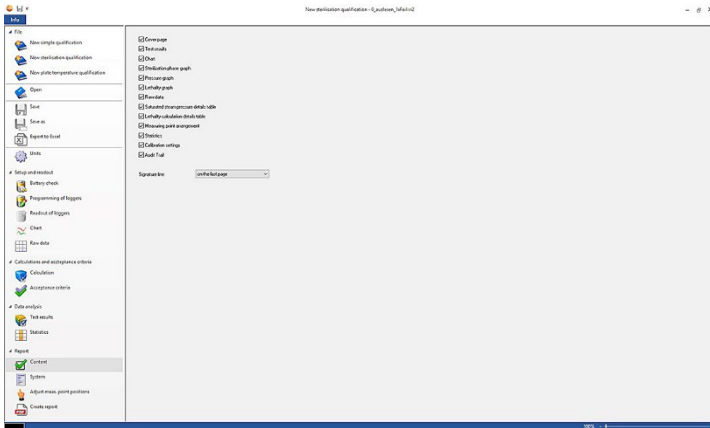 New sterilisation qualification - 6_auslesen_1xFail.vi2
Info
File
New simple qualification
New sterilisation qualification
New plate temperature qualification
Open
Save
Save as
Export to Excel
Units
Setup and readout
Battery check
Programming of loggers
Readout of loggers
Chart
Raw data
Calculations and acceptance criteria
Calculation
Acceptance criteria
Data analysis
Test results
Statistics
Report
Content
System
Adjust meas. point positions
Create report
Cover page
Test results
Chart
Sterilization phase graph
Pressure graph
Lethality graph
Raw data
Saturated steam pressure details table
Lethality calculation details table
Measuring point arrangement
Statistics
Calibration settings
Audit Trail
Signature line on the last page
100%